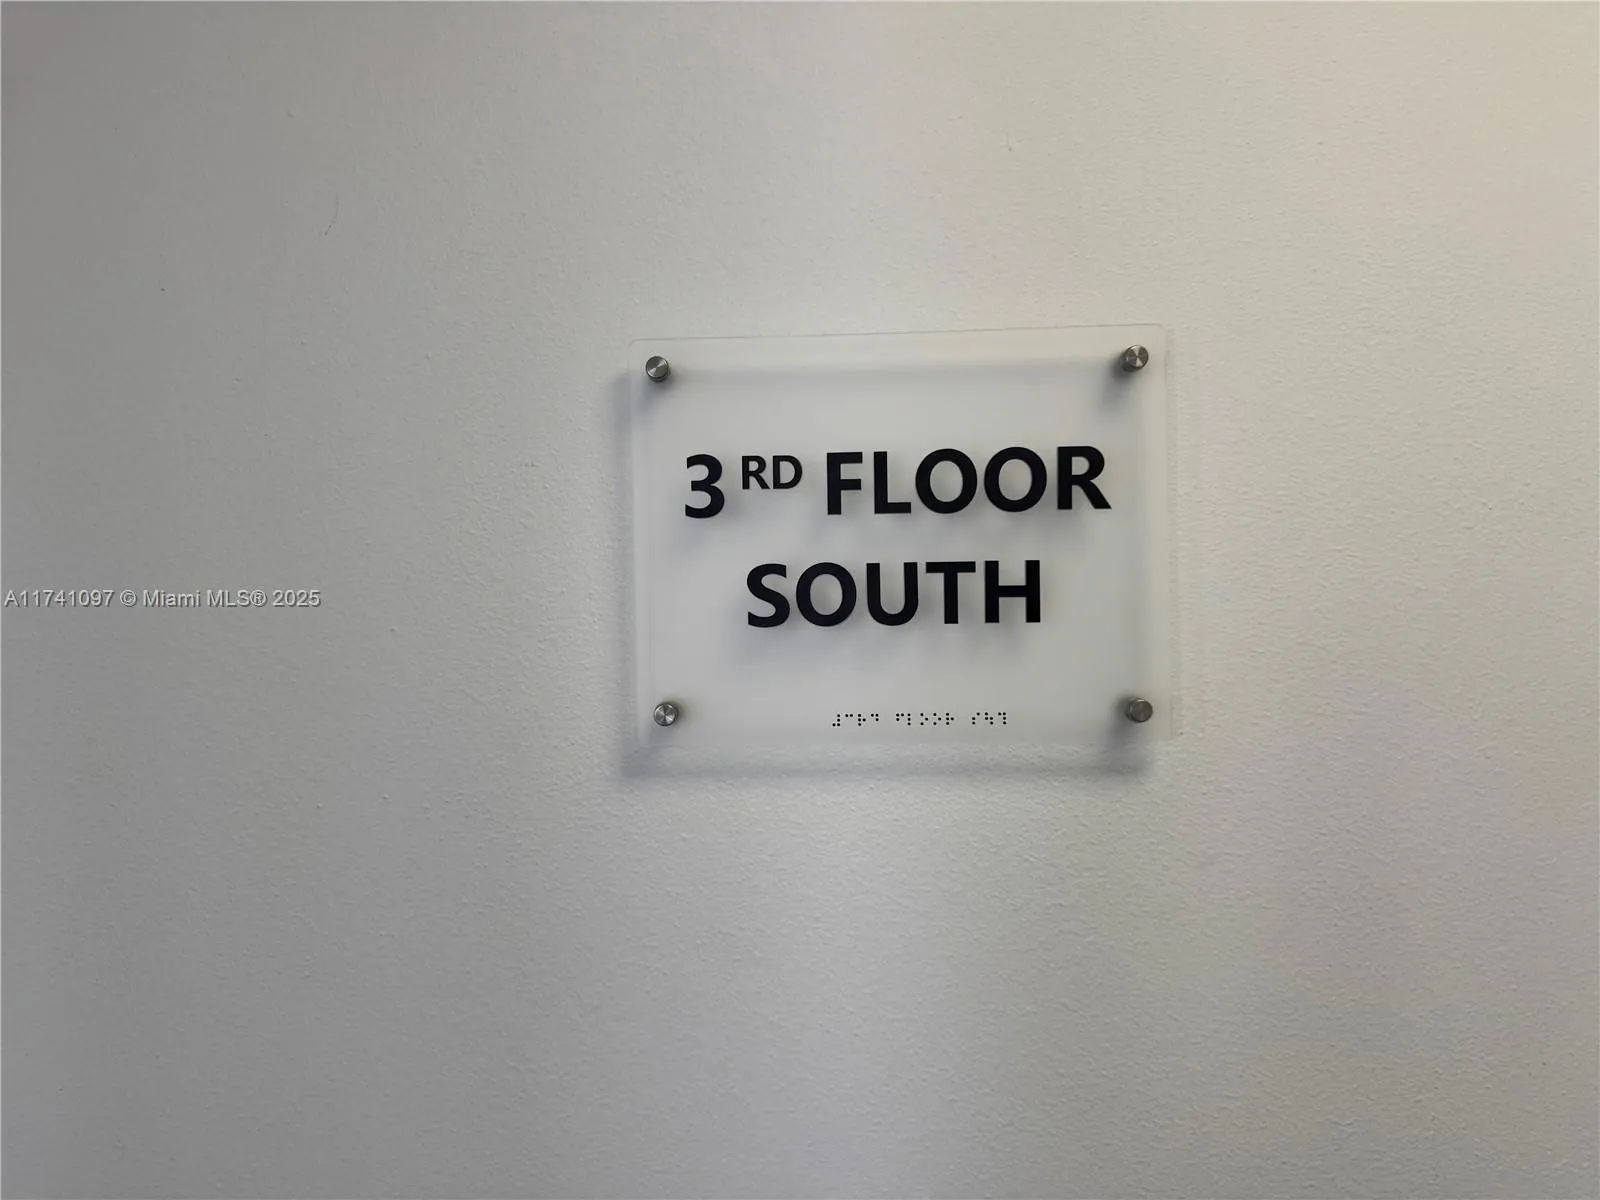 3RD FLOOR
SOUTH
⠼⠉⠗⠙ ⠋⠇⠕⠕⠗ ⠎⠳⠹
A11741097 © Miami MLS® 2025